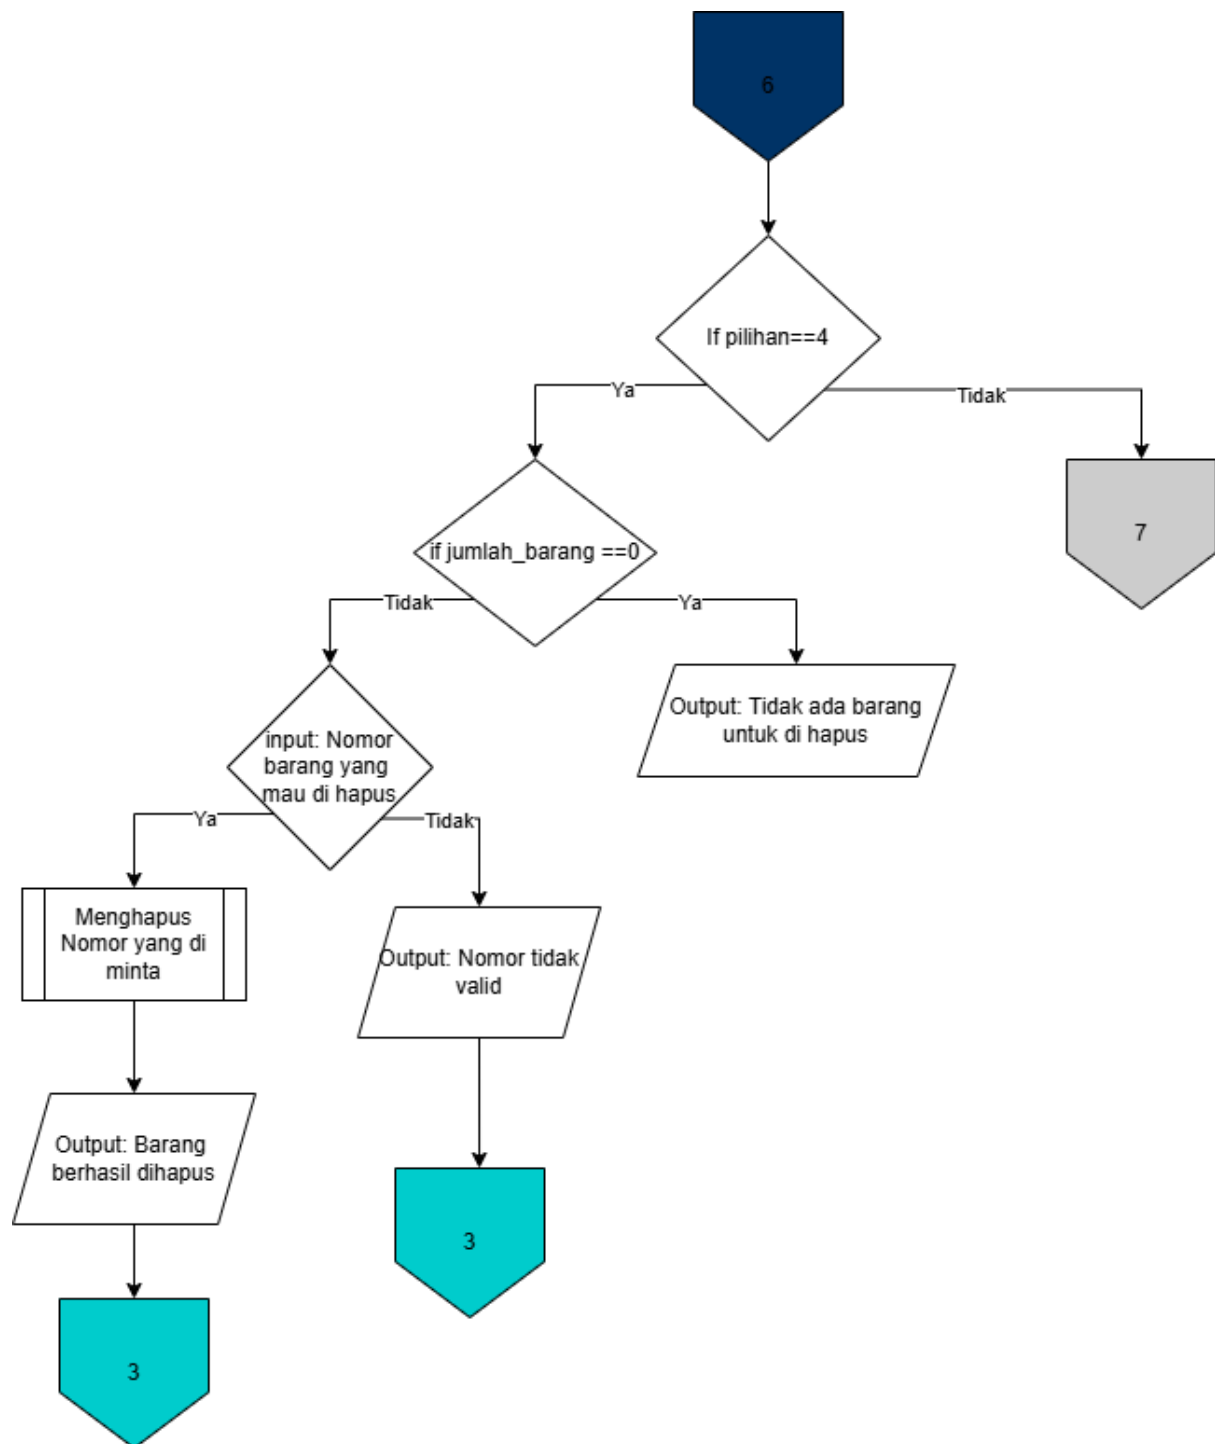 6
If pilihan==4
Ya
Tidak
7
if jumlah_barang ==0
Tidak
Ya
Output: Tidak ada barang
untuk di hapus
input: Nomor
barang yang
mau di hapus
Ya
Tidak
Menghapus
Nomor yang di
minta
Output: Nomor tidak
valid
Output: Barang
berhasil dihapus
3
3